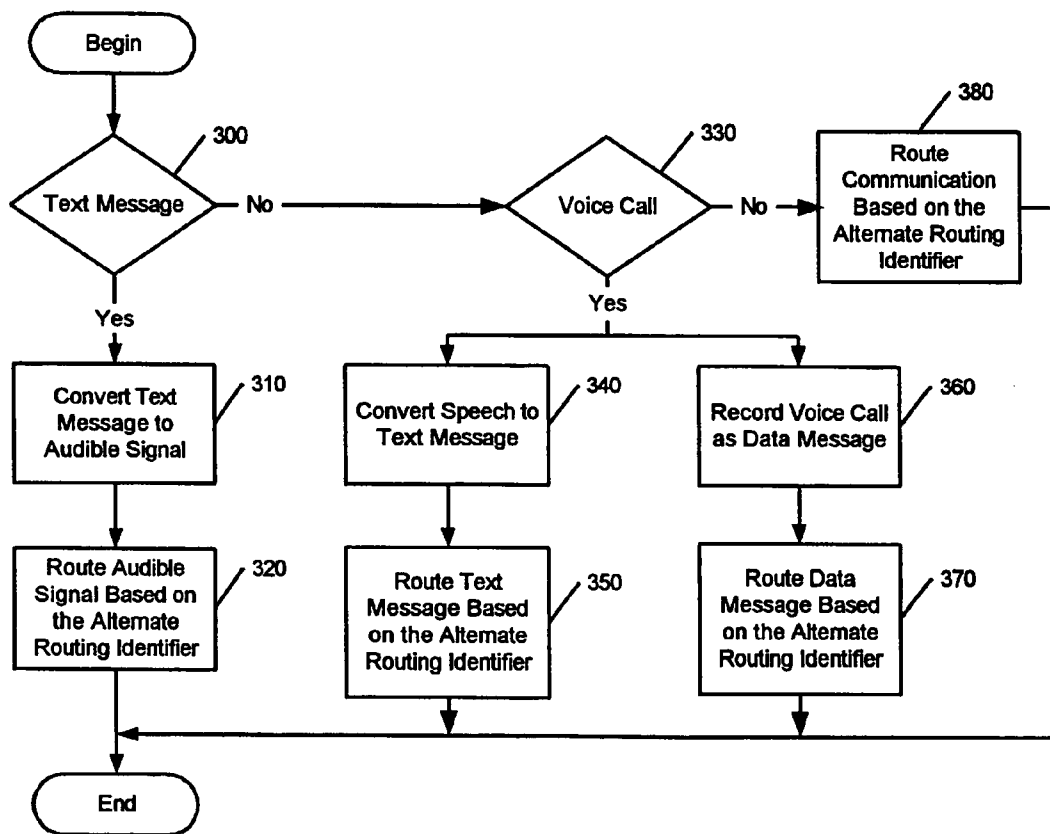 Begin
300
Text Message
No
330
Voice Call
No
380
Route
Communication
Based on the
Alternate Routing
Identifier
Yes
Yes
310
Convert Text
Message to
Audible Signal
340
Convert Speech to
Text Message
360
Record Voice Call
as Data Message
320
Route Audible
Signal Based on
the Alternate
Routing Identifier
350
Route Text
Message Based
on the Alternate
Routing Identifier
370
Route Data
Message Based
on the Alternate
Routing Identifier
End